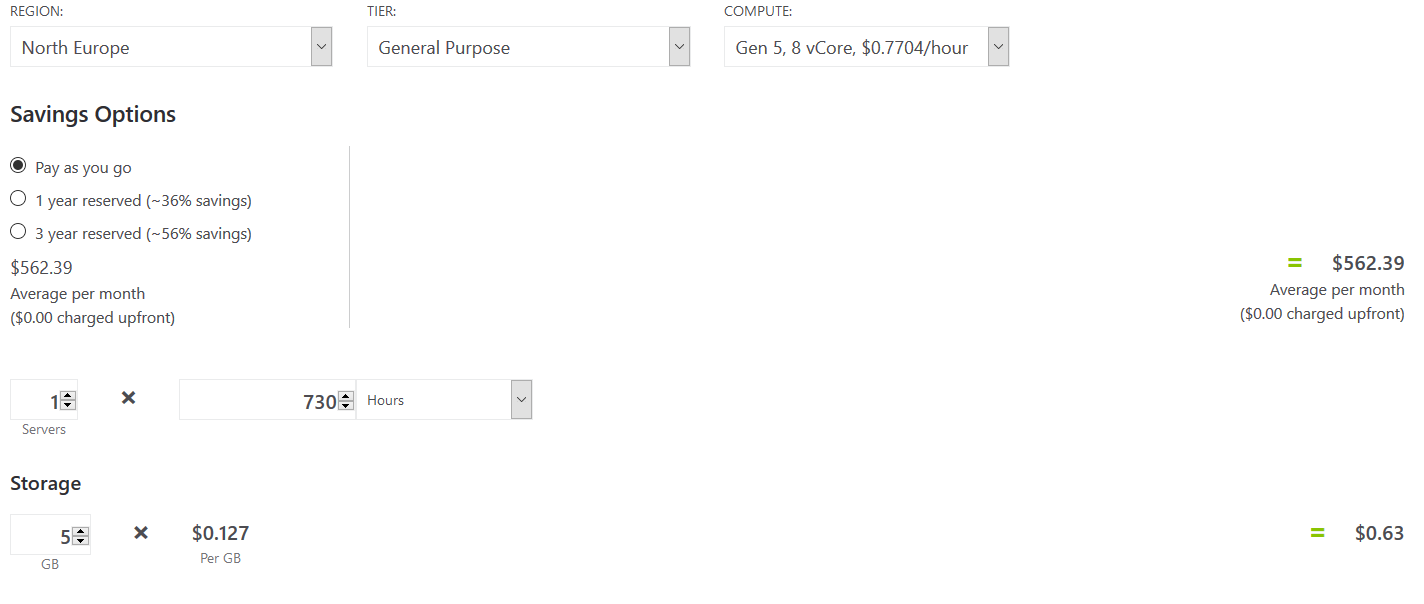 REGION: TIER: COMPUTE:
North Europe General Purpose Gen 5, 8 vCore, $0.7704/hour
Savings Options
Pay as you go
1 year reserved (~36% savings)
3 year reserved (~56% savings)
$562.39
Average per month
($0.00 charged upfront)
= $562.39
Average per month
($0.00 charged upfront)
1 × 730 Hours
Servers
Storage
5 × $0.127 = $0.63
GB Per GB